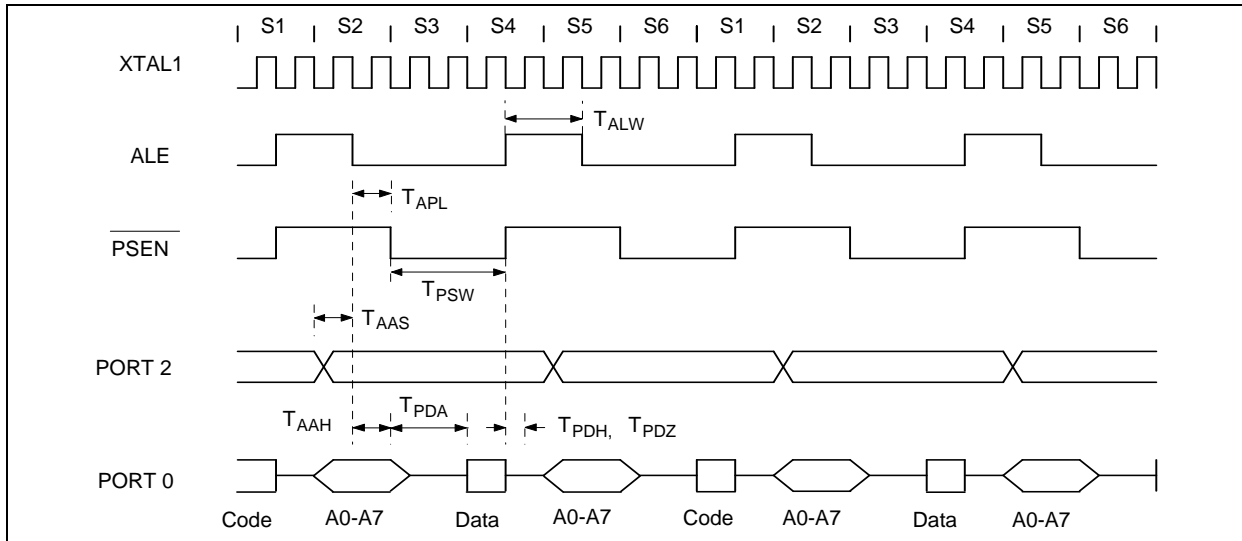 S1 S2 S3 S4 S5 S6 S1 S2 S3 S4 S5 S6
XTAL1
TALW
ALE
TAPL
PSEN
TPSW
TAAS
PORT 2
TAAH TPDA TPDH, TPDZ
PORT 0
Code A0-A7 Data A0-A7 Code A0-A7 Data A0-A7